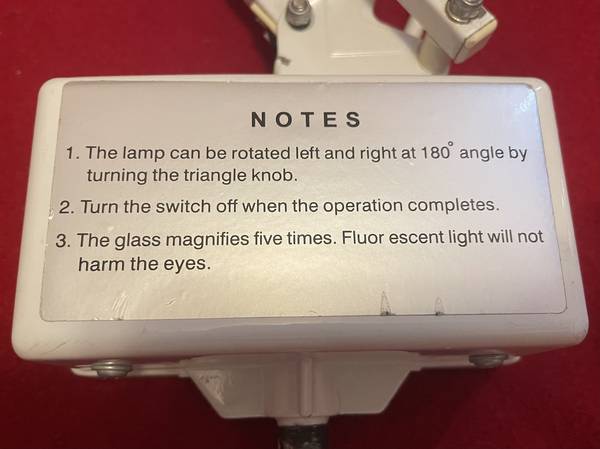 NOTES
1. The lamp can be rotated left and right at 180° angle by
turning the triangle knob.
2. Turn the switch off when the operation completes.
3. The glass magnifies five times. Fluor escent light will not
harm the eyes.